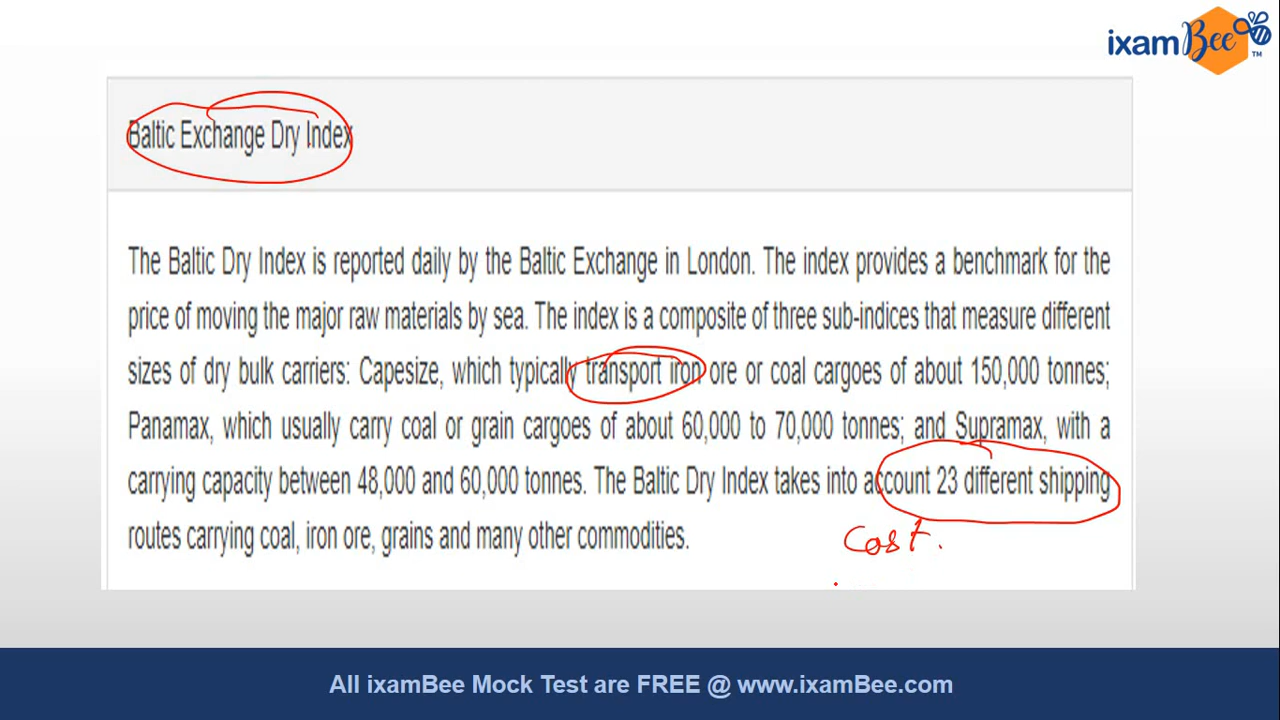 ixamBee
TM
Baltic Exchange Dry Index
The Baltic Dry Index is reported daily by the Baltic Exchange in London. The index provides a benchmark for the
price of moving the major raw materials by sea. The index is a composite of three sub-indices that measure different
sizes of dry bulk carriers: Capesize, which typically transport iron ore or coal cargoes of about 150,000 tonnes;
Panamax, which usually carry coal or grain cargoes of about 60,000 to 70,000 tonnes; and Supramax, with a
carrying capacity between 48,000 and 60,000 tonnes. The Baltic Dry Index takes into account 23 different shipping
routes carrying coal, iron ore, grains and many other commodities.
Cost.
All ixamBee Mock Test are FREE @ www.ixamBee.com